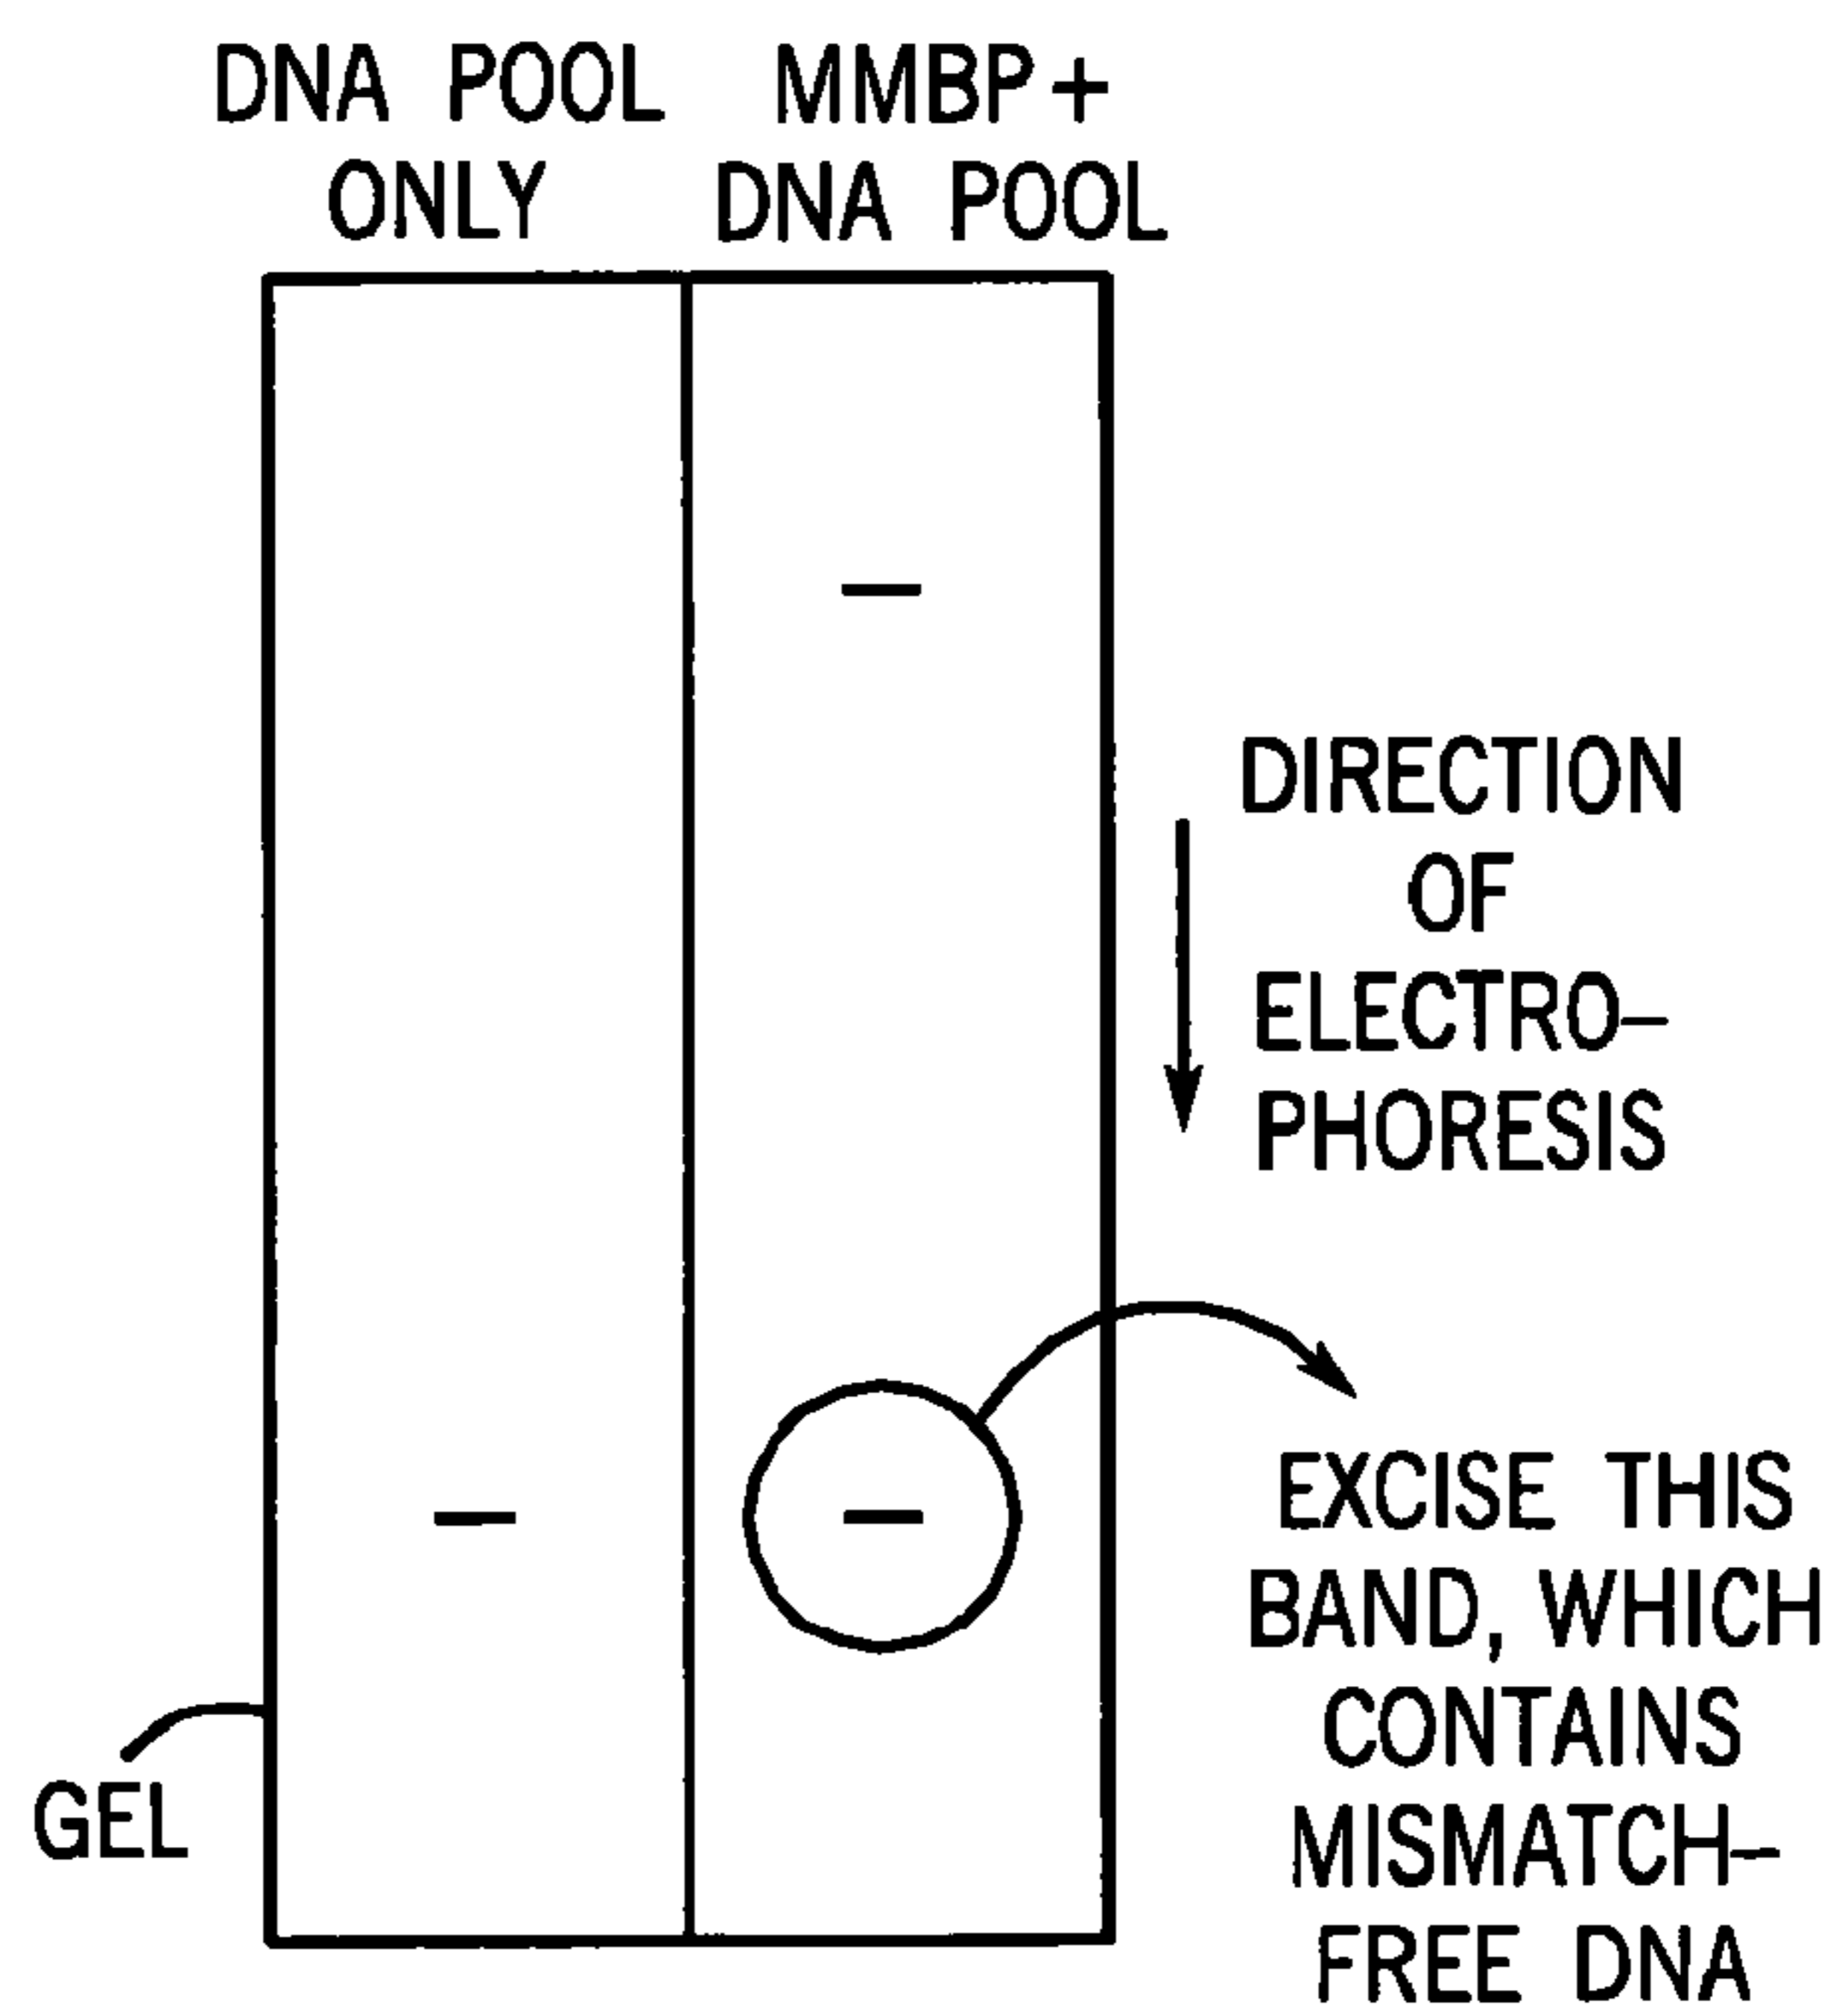 DNA POOL
ONLY
MMBP+
DNA POOL
DIRECTION
OF
ELECTRO-
PHORESIS
EXCISE THIS
BAND, WHICH
CONTAINS
MISMATCH-
FREE DNA
GEL